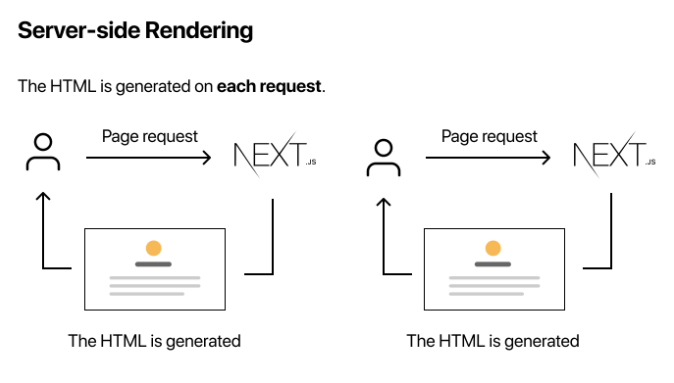 Server-side Rendering
The HTML is generated on each request.
Page request
NEXT.JS
The HTML is generated
Page request
NEXT.JS
The HTML is generated